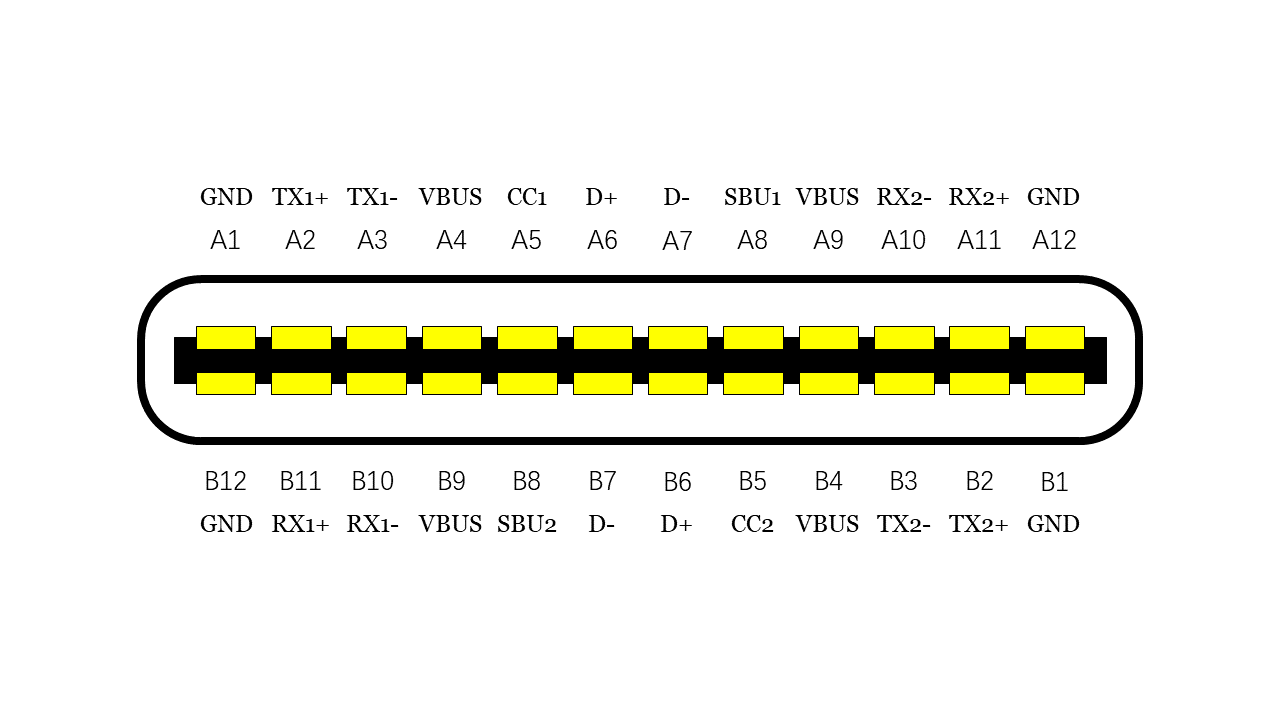 GND TX1+ TX1- VBUS CC1 D+ D- SBU1 VBUS RX2- RX2+ GND
A1 A2 A3 A4 A5 A6 A7 A8 A9 A10 A11 A12
B12 B11 B10 B9 B8 B7 B6 B5 B4 B3 B2 B1
GND RX1+ RX1- VBUS SBU2 D- D+ CC2 VBUS TX2- TX2+ GND